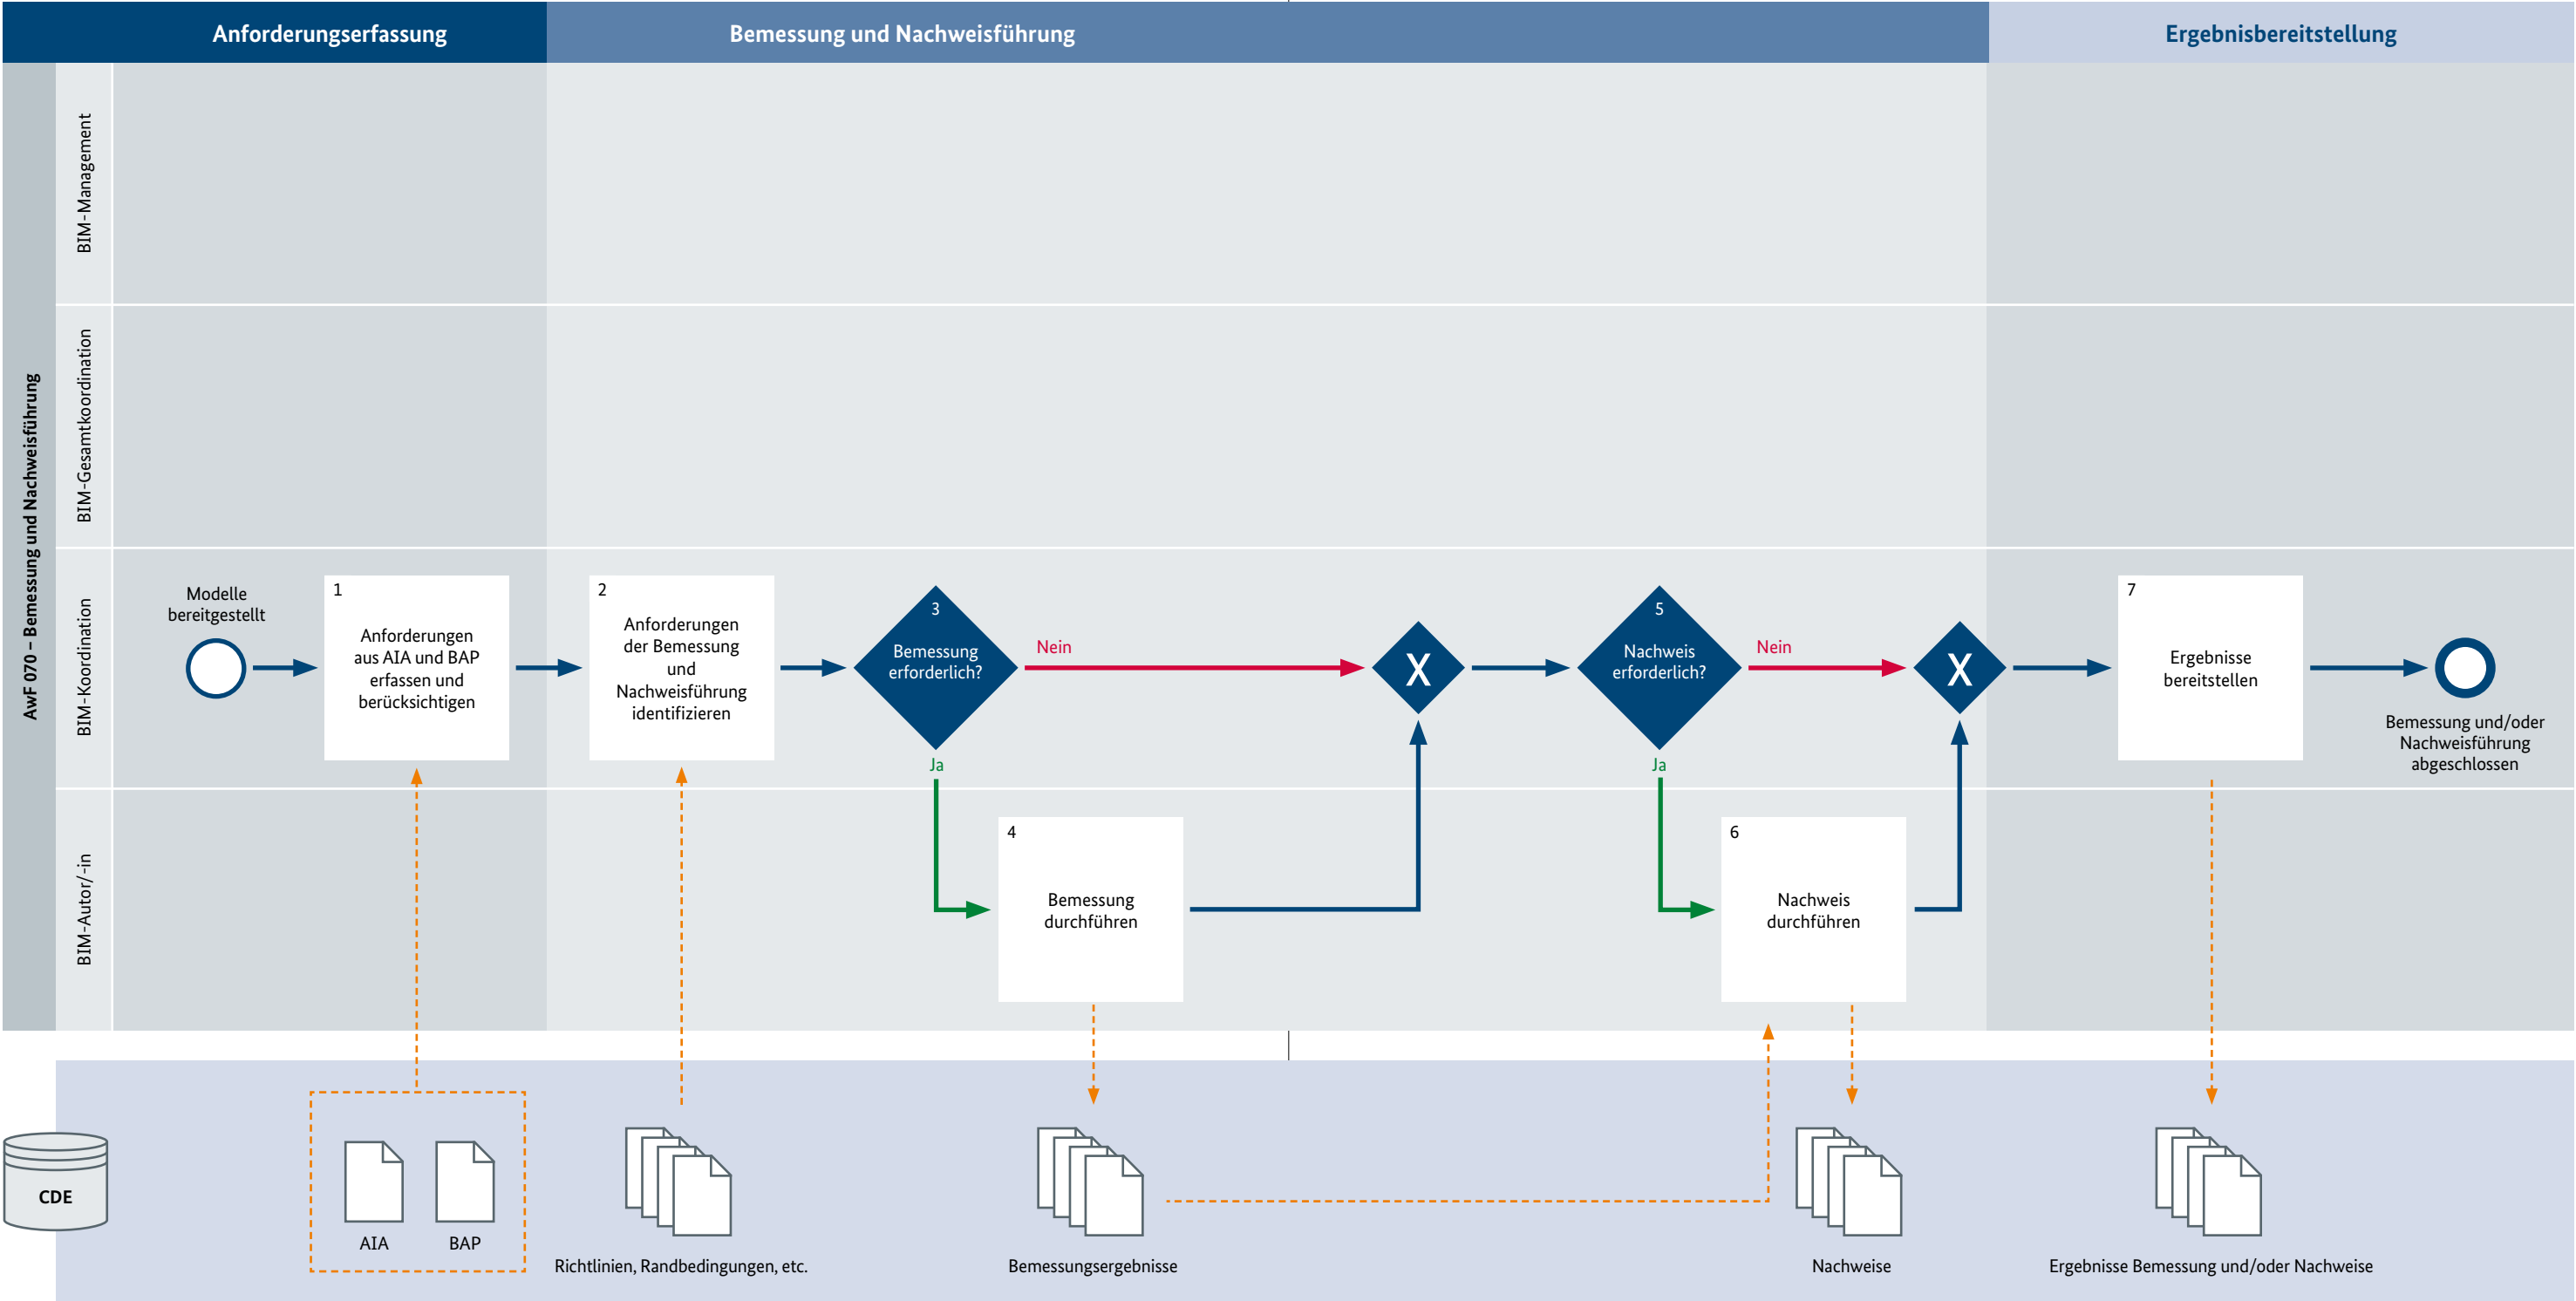 Anforderungserfassung
Bemessung und Nachweisführung
Ergebnisbereitstellung
AwF 070 – Bemessung und Nachweisführung
BIM-Management
BIM-Gesamtkoordination
BIM-Koordination
Modelle
bereitgestellt
1
Anforderungen
aus AIA und BAP
erfassen und
berücksichtigen
2
Anforderungen
der Bemessung
und
Nachweisführung
identifizieren
3
Bemessung
erforderlich?
Nein
Ja
X
5
Nachweis
erforderlich?
Nein
Ja
X
7
Ergebnisse
bereitstellen
Bemessung und/oder
Nachweisführung
abgeschlossen
BIM-Autor/-in
4
Bemessung
durchführen
6
Nachweis
durchführen
CDE
AIA
BAP
Richtlinien, Randbedingungen, etc.
Bemessungsergebnisse
Nachweise
Ergebnisse Bemessung und/oder Nachweise